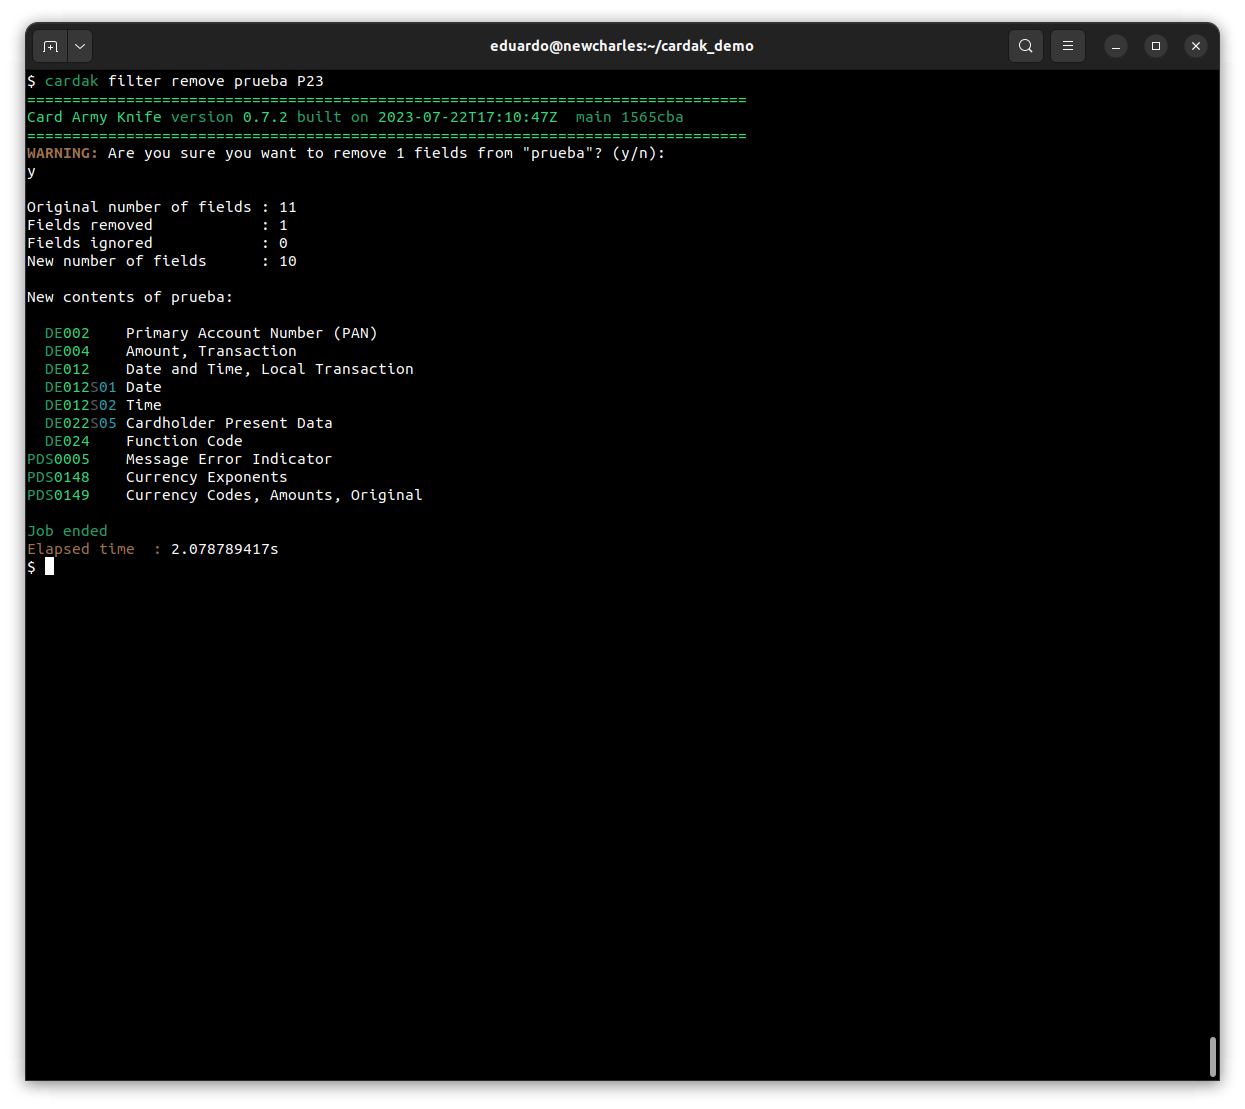 eduardo@newcharles:~/cardak_demo
$ cardak filter remove prueba P23
================================================================================
Card Army Knife version 0.7.2 built on 2023-07-22T17:10:47Z  main 1565cba
================================================================================
WARNING: Are you sure you want to remove 1 fields from "prueba"? (y/n):
y
Original number of fields : 11
Fields removed            : 1
Fields ignored            : 0
New number of fields      : 10
New contents of prueba:
  DE002    Primary Account Number (PAN)
  DE004    Amount, Transaction
  DE012    Date and Time, Local Transaction
  DE012S01 Date
  DE012S02 Time
  DE022S05 Cardholder Present Data
  DE024    Function Code
PDS0005    Message Error Indicator
PDS0148    Currency Exponents
PDS0149    Currency Codes, Amounts, Original
Job ended
Elapsed time  : 2.078789417s
$